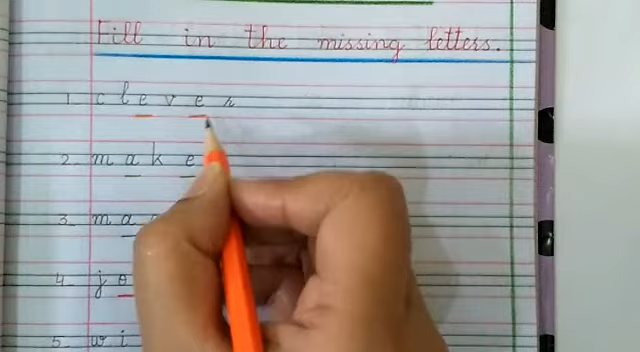 Fill in the missing letters.
1. c l e v e r
2. m a k e
3. m a
4. j o
5. w i